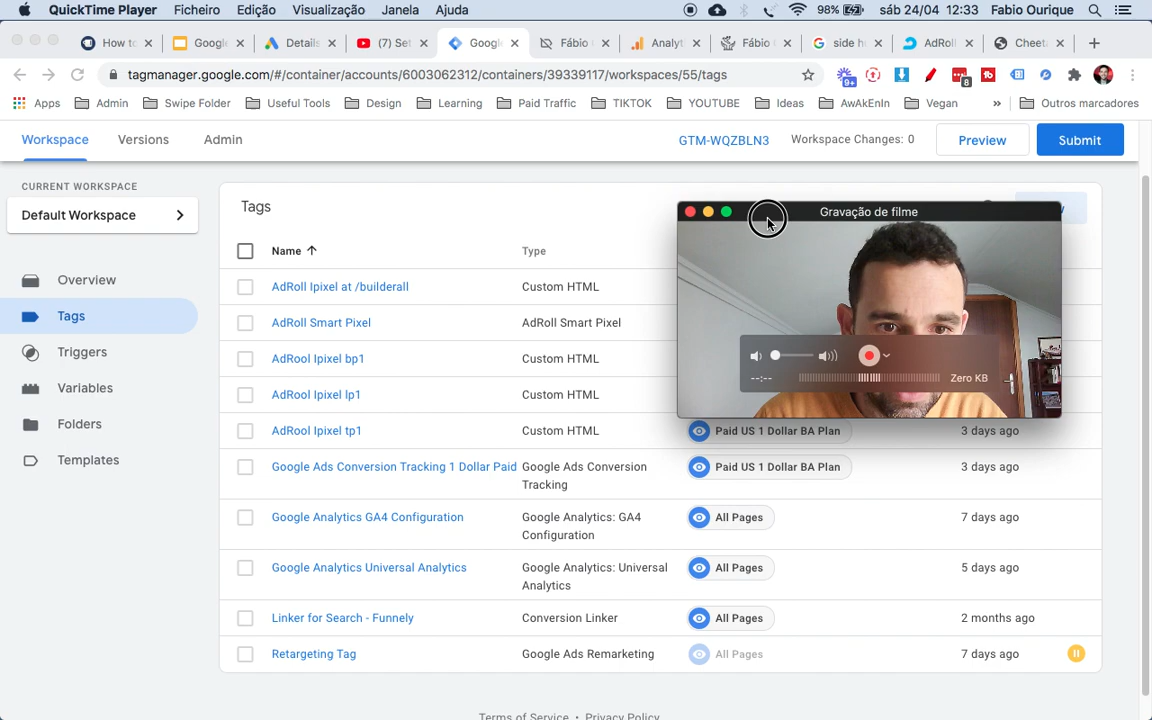 QuickTime Player Ficheiro Edição Visualização Janela Ajuda 98% sáb 24/04 12:33 Fabio Ourique
How to Google Details (7) Set Google Fábio Analyt Fábio side hu AdRoll Cheet
tagmanager.google.com/#/container/accounts/6003062312/containers/39339117/workspaces/55/tags
9+ 8
Apps Admin Swipe Folder Useful Tools Design Learning Paid Traffic TIKTOK YOUTUBE Ideas AwAkEnIn Vegan » Outros marcadores
Workspace Versions Admin GTM-WQZBLN3 Workspace Changes: 0 Preview Submit
CURRENT WORKSPACE
Default Workspace
Overview
Tags
Triggers
Variables
Folders
Templates
Tags
Name Type
AdRoll Ipixel at /builderall Custom HTML
AdRoll Smart Pixel AdRoll Smart Pixel
AdRool Ipixel bp1 Custom HTML
AdRool Ipixel lp1 Custom HTML
AdRool Ipixel tp1 Custom HTML Paid US 1 Dollar BA Plan 3 days ago
Google Ads Conversion Tracking 1 Dollar Paid Google Ads Conversion Tracking Paid US 1 Dollar BA Plan 3 days ago
Google Analytics GA4 Configuration Google Analytics: GA4 Configuration All Pages 7 days ago
Google Analytics Universal Analytics Google Analytics: Universal Analytics All Pages 5 days ago
Linker for Search - Funnely Conversion Linker All Pages 2 months ago
Retargeting Tag Google Ads Remarketing All Pages 7 days ago
Gravação de filme
--:-- Zero KB
Terms of Service · Privacy Policy